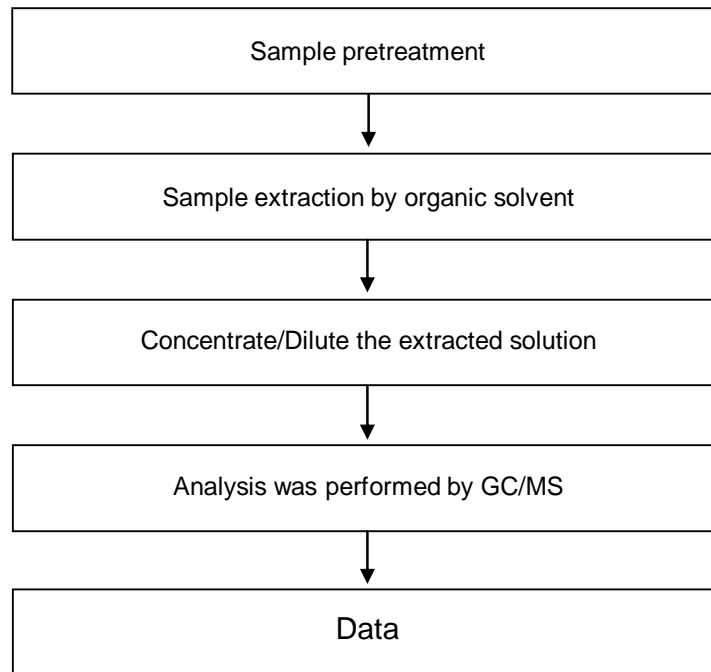 Sample pretreatment
Sample extraction by organic solvent
Concentrate/Dilute the extracted solution
Analysis was performed by GC/MS
Data